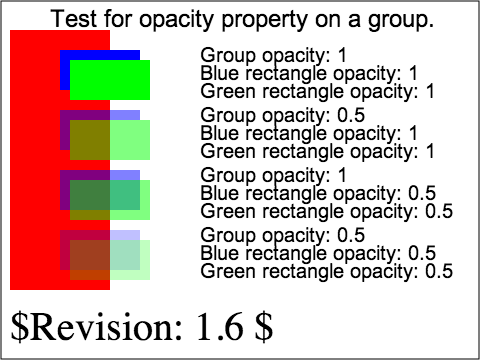 Test for opacity property on a group.
Group opacity: 1
Blue rectangle opacity: 1
Green rectangle opacity: 1
Group opacity: 0.5
Blue rectangle opacity: 1
Green rectangle opacity: 1
Group opacity: 1
Blue rectangle opacity: 0.5
Green rectangle opacity: 0.5
Group opacity: 0.5
Blue rectangle opacity: 0.5
Green rectangle opacity: 0.5
$Revision: 1.6 $